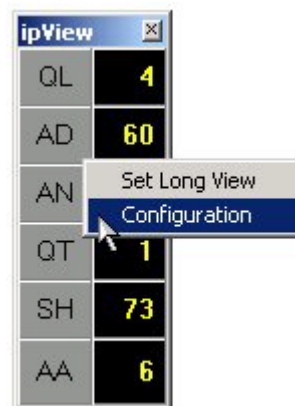 ipView
QL 4
AD 60
AN
Set Long View
Configuration
QT 1
SH 73
AA 6